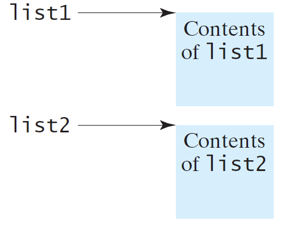 list1
Contents
of list1
list2
Contents
of list2